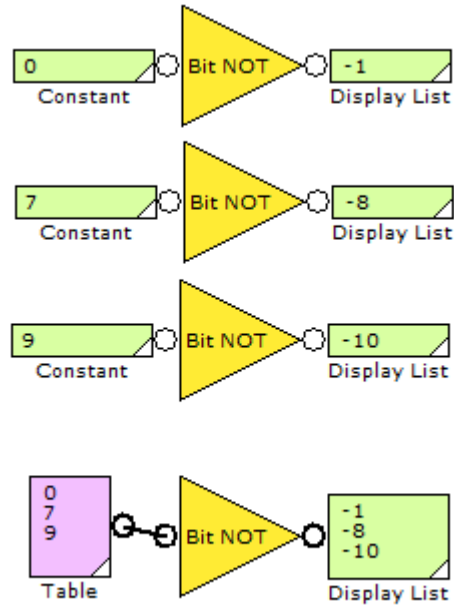 0 Bit NOT -1
Constant Display List
7 Bit NOT -8
Constant Display List
9 Bit NOT -10
Constant Display List
0
7
9
Bit NOT
-1
-8
-10
Table Display List